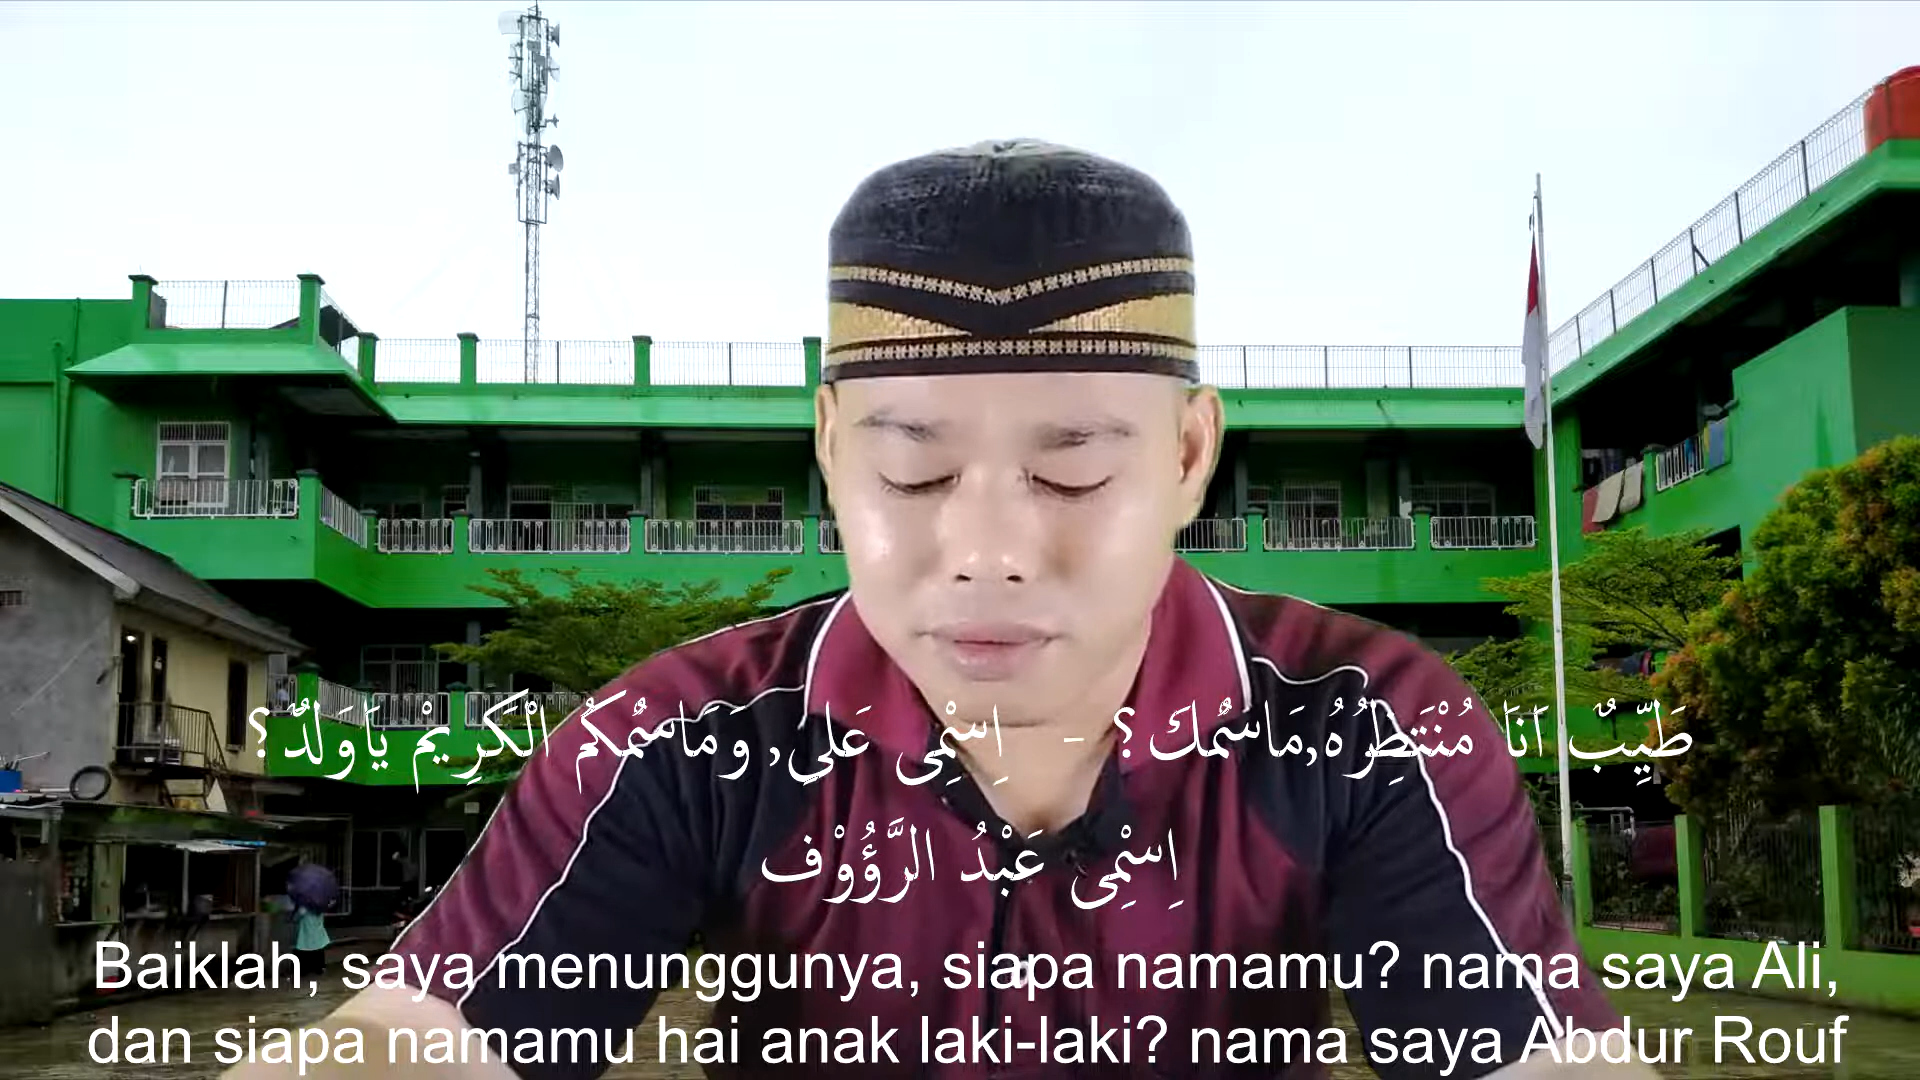 طَيِّبٌ اَنَا مُنْتَظِرُهُ,مَاسْمُكَ؟ - اِسْمِى عَلِي, وَمَاسْمُكُمُ الْكَرِيمْ يَاوَلَدٌ؟
اِسْمِى عَبْدُ الرَّؤُوْف
Baiklah, saya menunggunya, siapa namamu? nama saya Ali,
dan siapa namamu hai anak laki-laki? nama saya Abdur Rouf